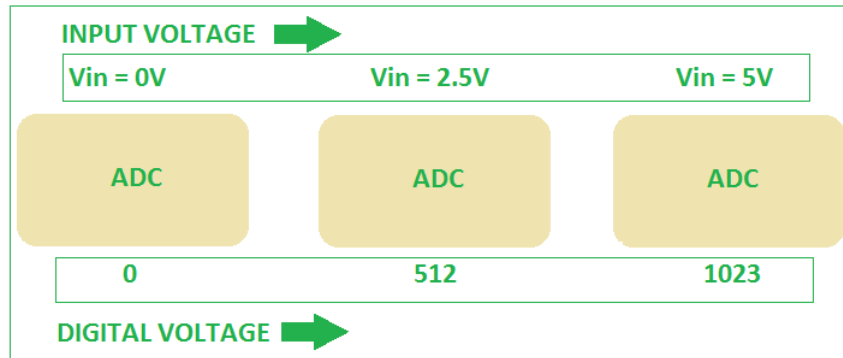 INPUT VOLTAGE
Vin = 0V Vin = 2.5V Vin = 5V
ADC ADC ADC
0 512 1023
DIGITAL VOLTAGE